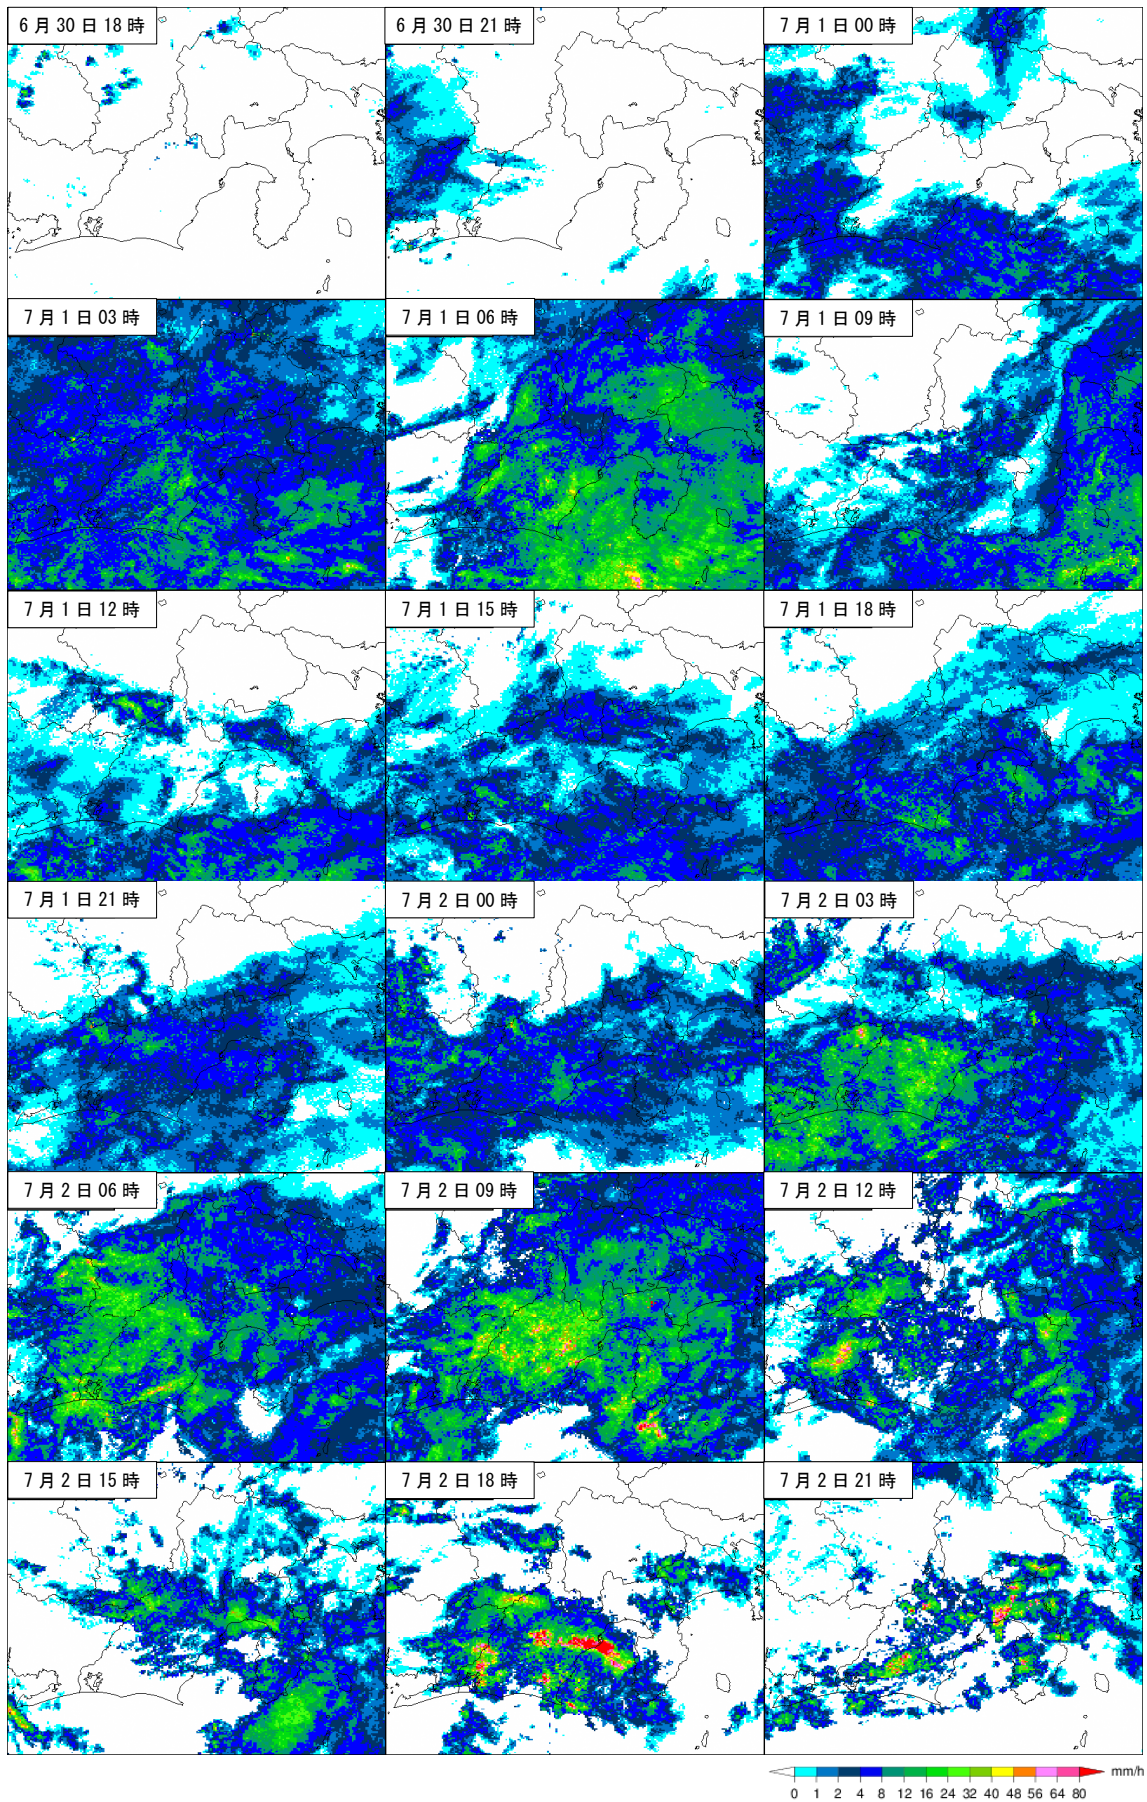 6月30日18時
6月30日21時
7月1日00時
7月1日03時
7月1日06時
7月1日09時
7月1日12時
7月1日15時
7月1日18時
7月1日21時
7月2日00時
7月2日03時
7月2日06時
7月2日09時
7月2日12時
7月2日15時
7月2日18時
7月2日21時
mm/h
0 1 2 4 8 12 16 24 32 40 48 56 64 80